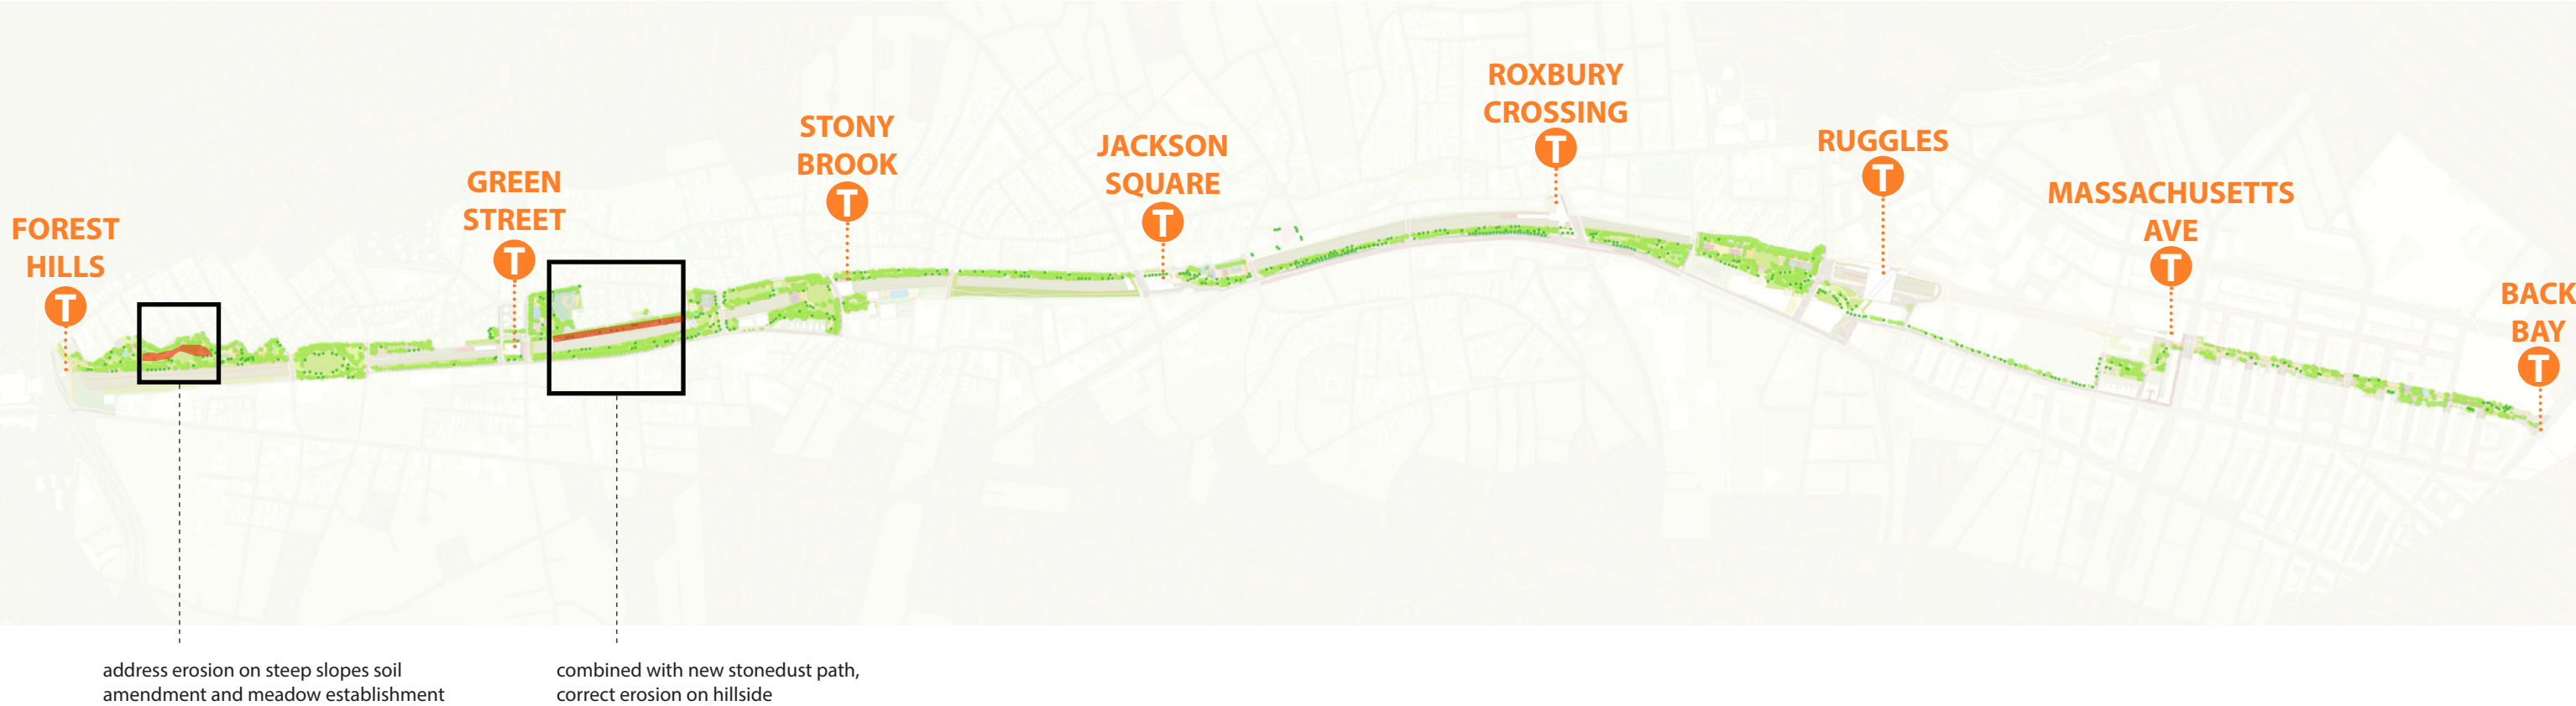 FOREST
HILLS
T
GREEN
STREET
T
STONY
BROOK
T
JACKSON
SQUARE
T
ROXBURY
CROSSING
T
RUGGLES
T
MASSACHUSETTS
AVE
T
BACK
BAY
T
address erosion on steep slopes soil
amendment and meadow establishment
combined with new stonedust path,
correct erosion on hillside